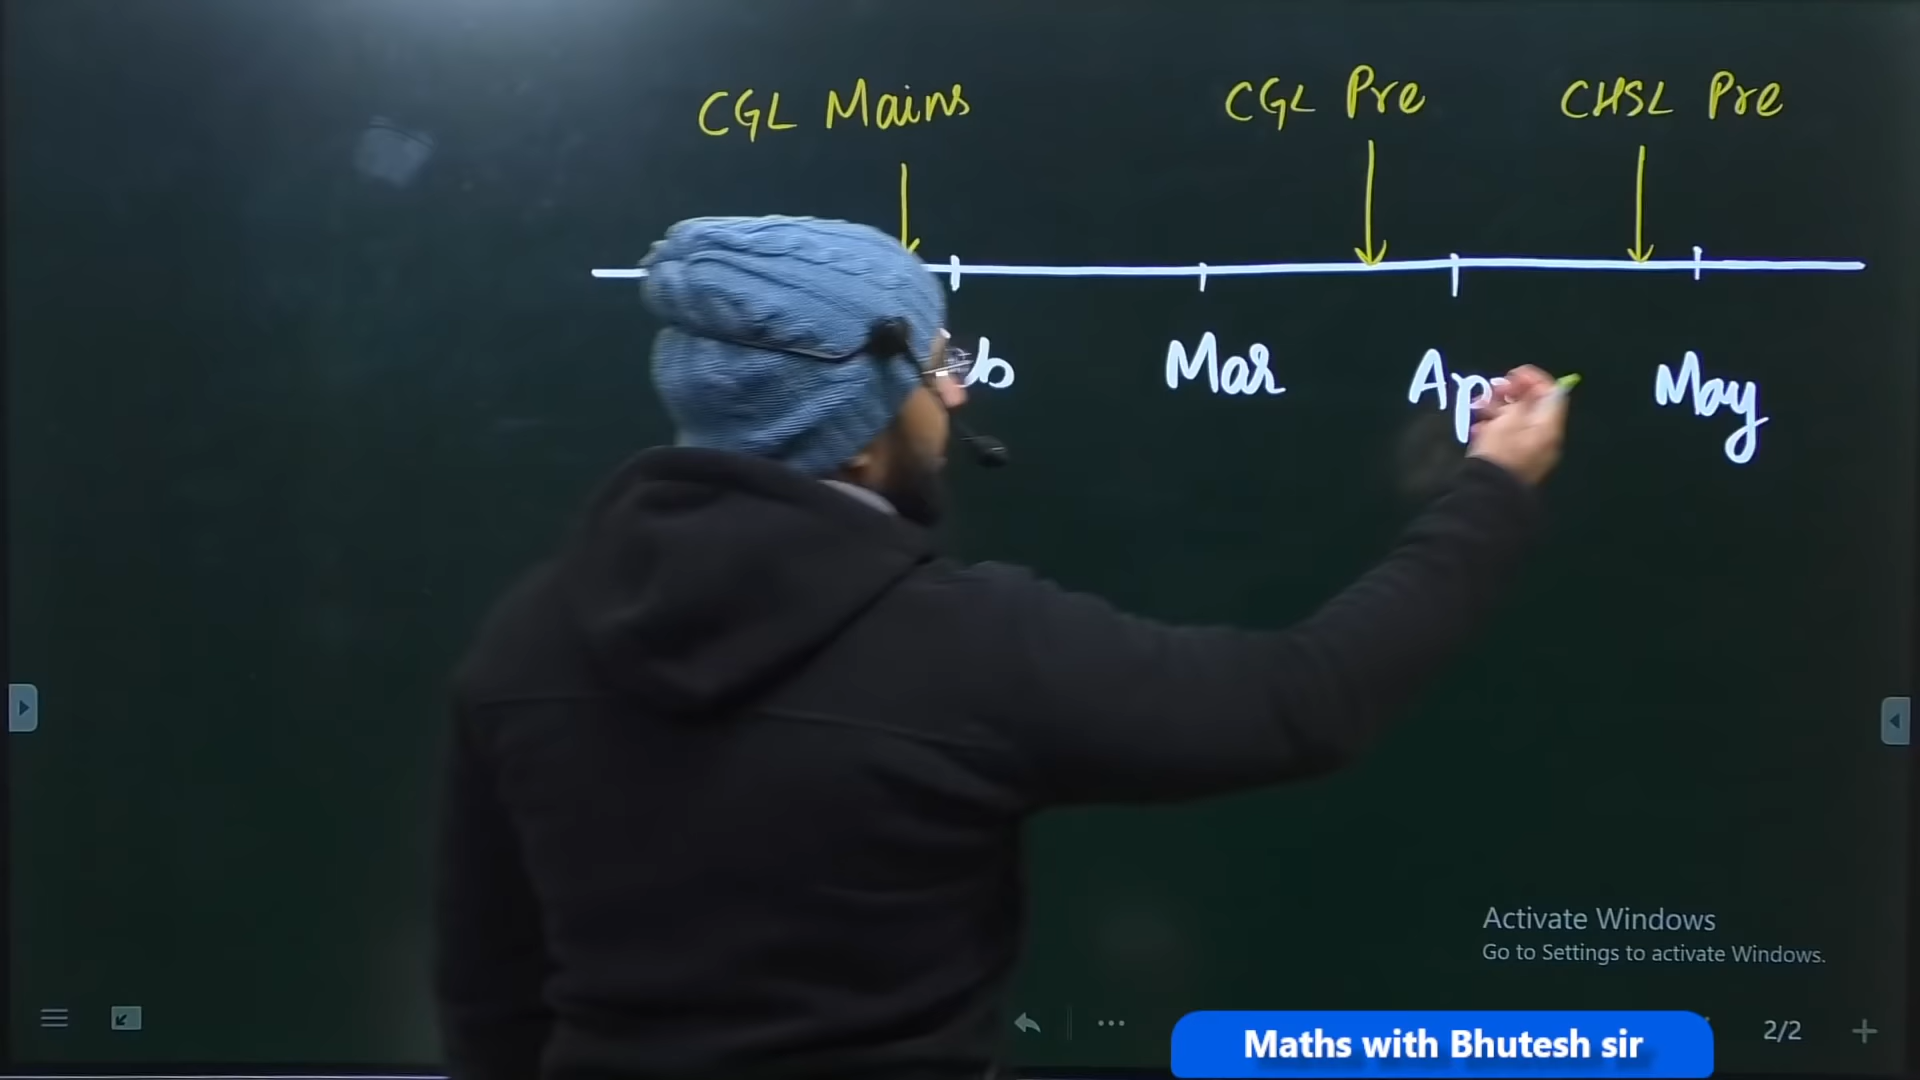 CGL Mains CGL Pre CHSL Pre
Mar May
Activate Windows
Go to Settings to activate Windows.
Maths with Bhutesh sir
2/2